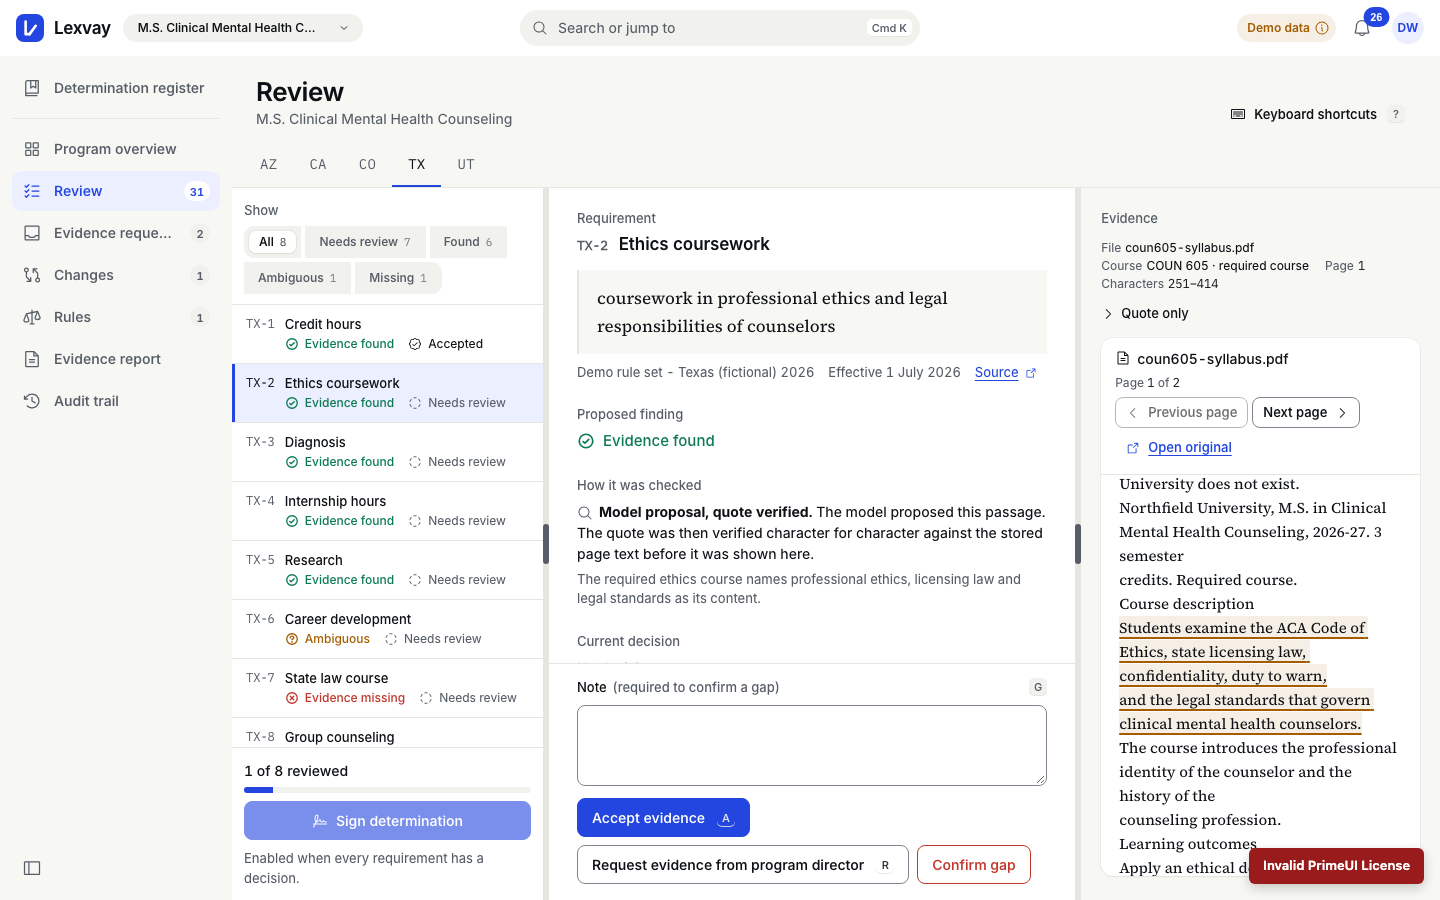 Lexvay
M.S. Clinical Mental Health C...
Search or jump to
Cmd K
Demo data
26
DW
Determination register
Program overview
Review
31
Evidence reque...
2
Changes
1
Rules
1
Evidence report
Audit trail
Review
M.S. Clinical Mental Health Counseling
Keyboard shortcuts ?
AZ CA CO TX UT
Show
All 8
Needs review 7
Found 6
Ambiguous 1
Missing 1
TX-1 Credit hours
Evidence found Accepted
TX-2 Ethics coursework
Evidence found Needs review
TX-3 Diagnosis
Evidence found Needs review
TX-4 Internship hours
Evidence found Needs review
TX-5 Research
Evidence found Needs review
TX-6 Career development
Ambiguous Needs review
TX-7 State law course
Evidence missing Needs review
TX-8 Group counseling
1 of 8 reviewed
Sign determination
Enabled when every requirement has a
decision.
Requirement
TX-2 Ethics coursework
coursework in professional ethics and legal
responsibilities of counselors
Demo rule set - Texas (fictional) 2026 Effective 1 July 2026 Source
Proposed finding
Evidence found
How it was checked
Model proposal, quote verified. The model proposed this passage.
The quote was then verified character for character against the stored
page text before it was shown here.
The required ethics course names professional ethics, licensing law and
legal standards as its content.
Current decision
Note (required to confirm a gap)
G
Accept evidence A
Request evidence from program director R
Confirm gap
Evidence
File coun605-syllabus.pdf
Course COUN 605 · required course Page 1
Characters 251–414
Quote only
coun605-syllabus.pdf
Page 1 of 2
Previous page
Next page
Open original
University does not exist.
Northfield University, M.S. in Clinical
Mental Health Counseling, 2026-27. 3
semester
credits. Required course.
Course description
Students examine the ACA Code of
Ethics, state licensing law,
confidentiality, duty to warn,
and the legal standards that govern
clinical mental health counselors.
The course introduces the professional
identity of the counselor and the
history of the
counseling profession.
Learning outcomes
Apply an ethical
Invalid PrimeUI License